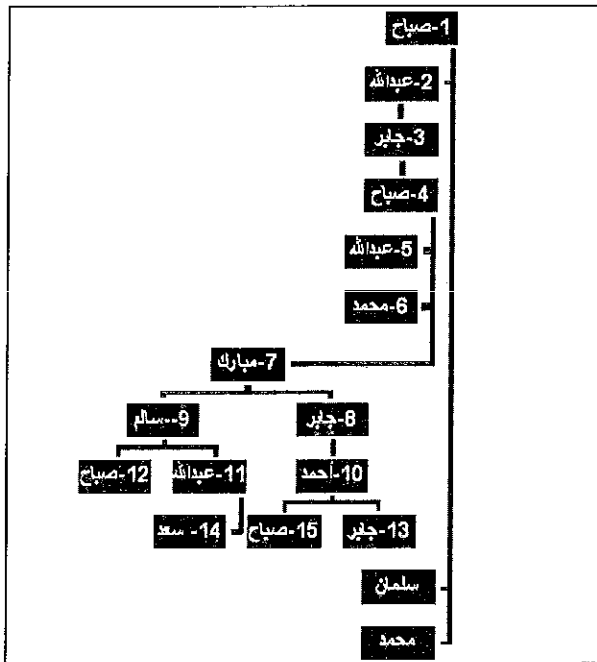 1-صباح
2-عبدالله
3-جابر
4-صباح
5-عبدالله
6-محمد
7-مبارك
8-جابر
9--سالم
10-أحمد
11-عبدالله
12-صباح
13-جابر
15-صباح
14- سعد
سلمان
محمد